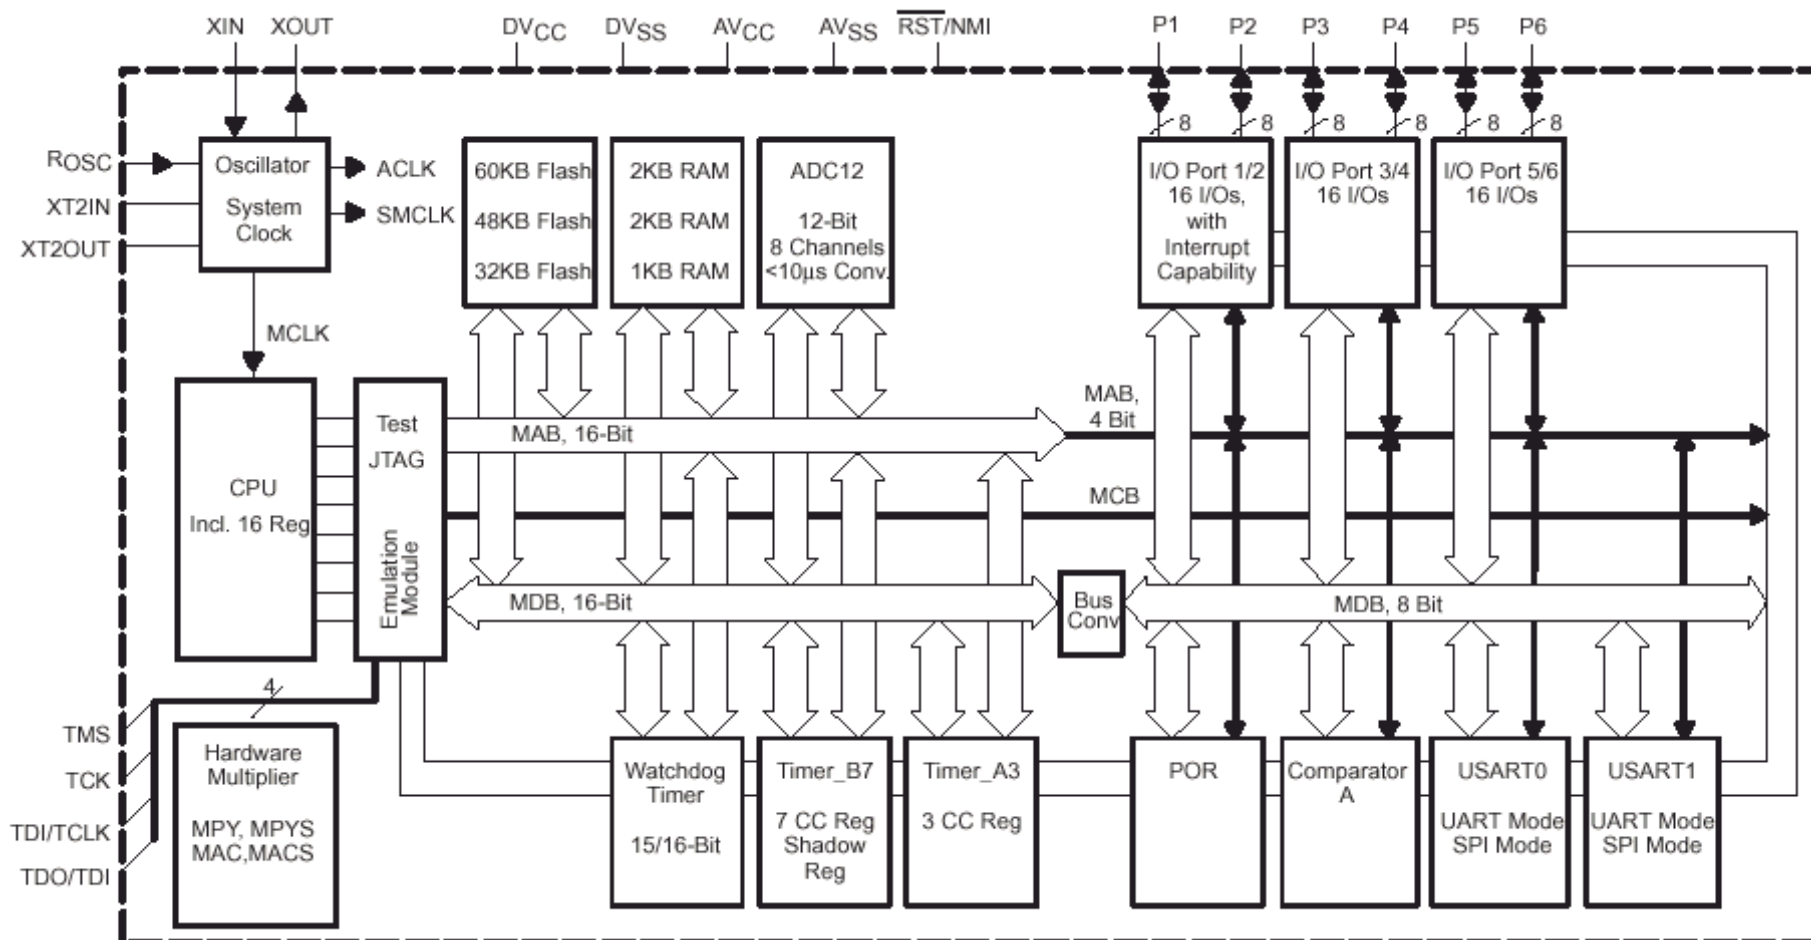 XIN XOUT DVCC DVSS AVCC AVSS RST/NMI P1 P2 P3 P4 P5 P6
8 8 8 8 8 8
ROSC
XT2IN
XT2OUT
Oscillator
System
Clock
ACLK
SMCLK
MCLK
60KB Flash
48KB Flash
32KB Flash
2KB RAM
2KB RAM
1KB RAM
ADC12
12-Bit
8 Channels
<10µs Conv.
I/O Port 1/2
16 I/Os,
with
Interrupt
Capability
I/O Port 3/4
16 I/Os
I/O Port 5/6
16 I/Os
CPU
Incl. 16 Reg
Test
JTAG
Emulation
Module
MAB, 16-Bit
MAB,
4 Bit
MCB
MDB, 16-Bit
Bus
Conv
MDB, 8 Bit
4
TMS
TCK
TDI/TCLK
TDO/TDI
Hardware
Multiplier
MPY, MPYS
MAC,MACS
Watchdog
Timer
15/16-Bit
Timer_B7
7 CC Reg
Shadow
Reg
Timer_A3
3 CC Reg
POR
Comparator
A
USART0
UART Mode
SPI Mode
USART1
UART Mode
SPI Mode